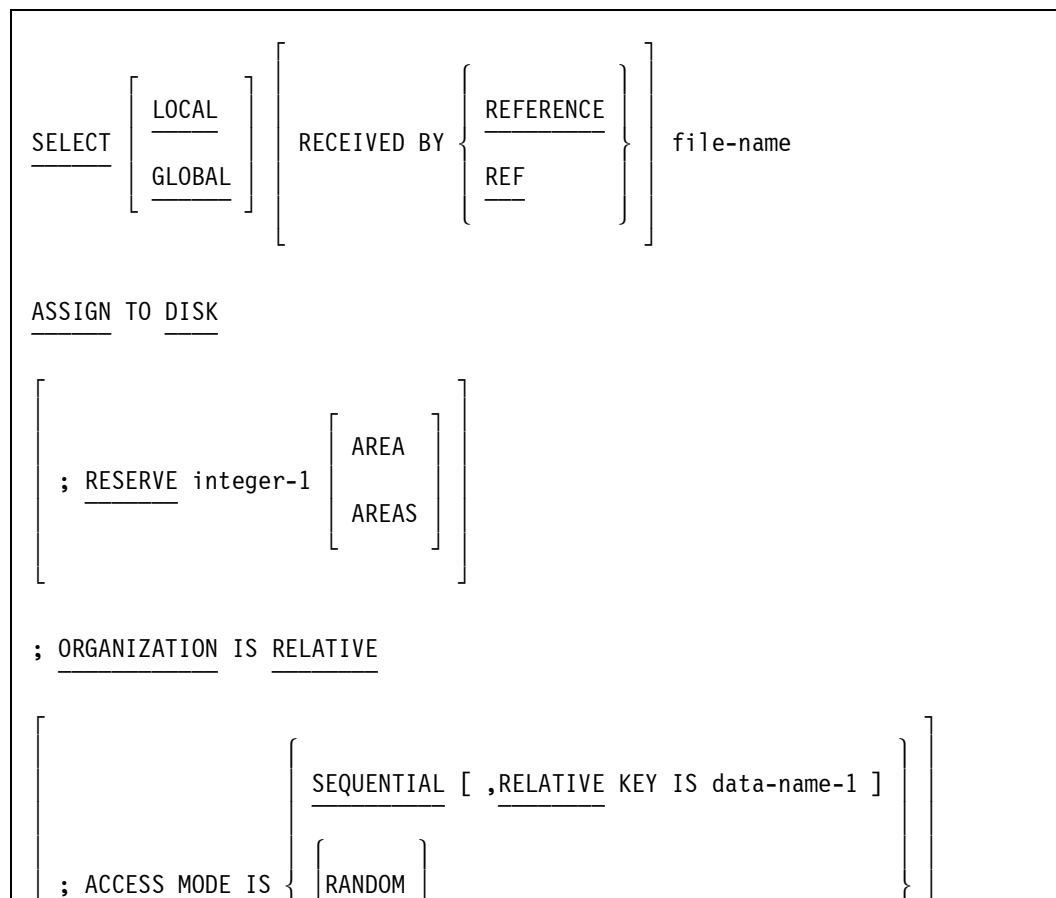 LOCAL REFERENCE
SELECT RECEIVED BY file-name
GLOBAL REF
ASSIGN TO DISK
AREA
; RESERVE integer-1
AREAS
; ORGANIZATION IS RELATIVE
SEQUENTIAL [ ,RELATIVE KEY IS data-name-1 ]
; ACCESS MODE IS RANDOM